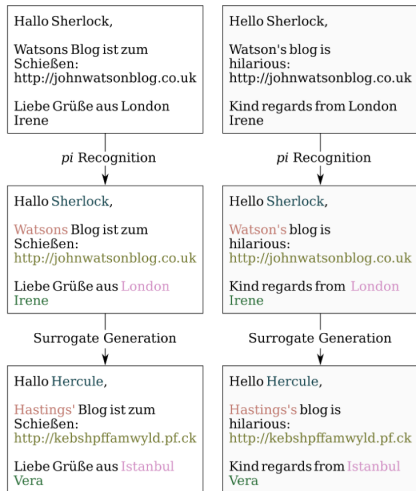 Hallo Sherlock,
Watsons Blog ist zum
Schießen:
http://johnwatsonblog.co.uk
Liebe Grüße aus London
Irene
Hello Sherlock,
Watson's blog is
hilarious:
http://johnwatsonblog.co.uk
Kind regards from London
Irene
pi Recognition
pi Recognition
Hallo Sherlock,
Watsons Blog ist zum
Schießen:
http://johnwatsonblog.co.uk
Liebe Grüße aus London
Irene
Hello Sherlock,
Watson's blog is
hilarious:
http://johnwatsonblog.co.uk
Kind regards from London
Irene
Surrogate Generation
Surrogate Generation
Hallo Hercule,
Hastings' Blog ist zum
Schießen:
http://kebshpffamwyld.pf.ck
Liebe Grüße aus Istanbul
Vera
Hello Hercule,
Hastings's blog is
hilarious:
http://kebshpffamwyld.pf.ck
Kind regards from Istanbul
Vera